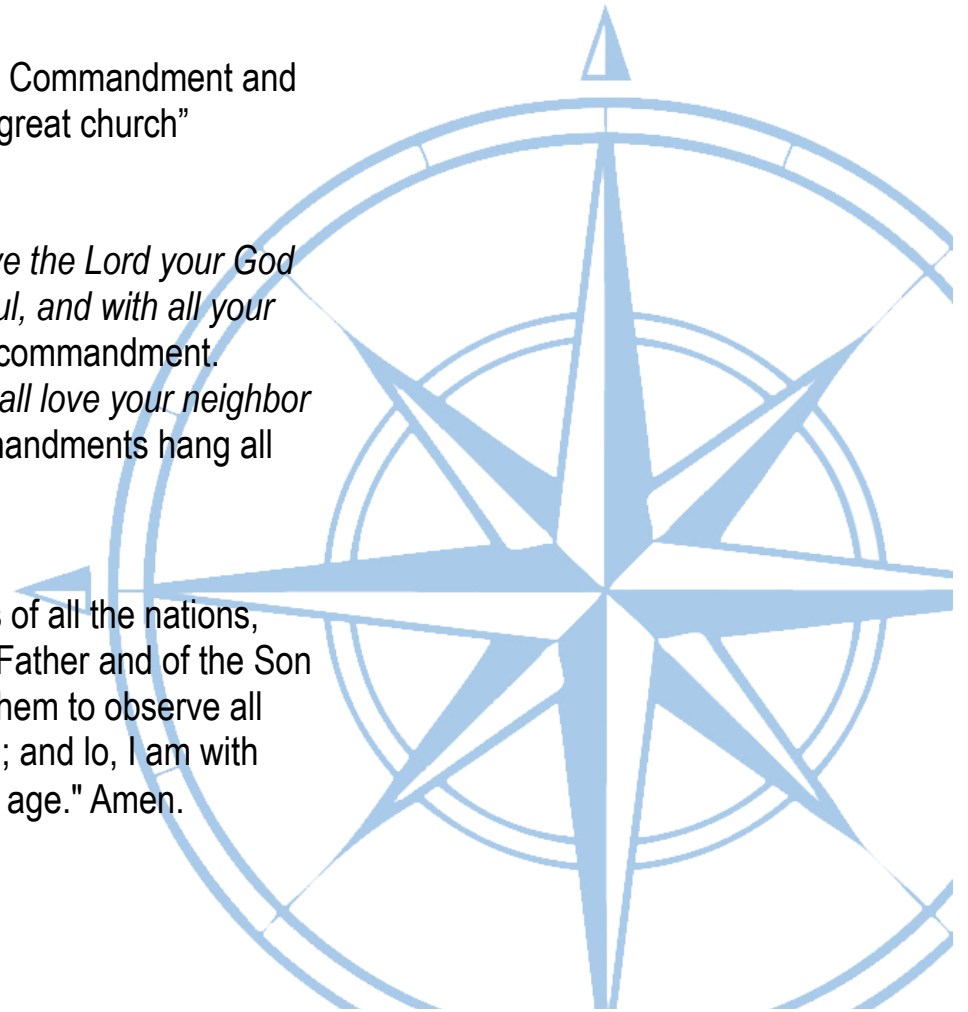 Commandment and
great church”
ve the Lord your God
ul, and with all your
commandment.
all love your neighbor
nandments hang all
s of all the nations,
Father and of the Son
hem to observe all
; and lo, I am with
age." Amen.